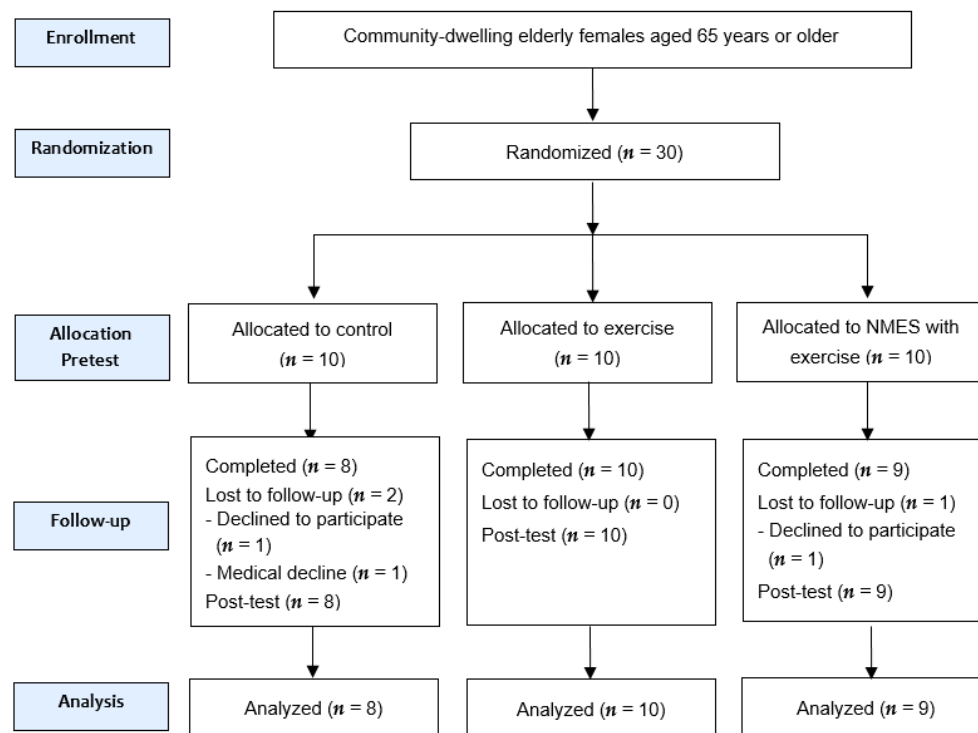 Enrollment
Community-dwelling elderly females aged 65 years or older
Randomization
Randomized (n = 30)
Allocation
Pretest
Allocated to control
(n = 10)
Allocated to exercise
(n = 10)
Allocated to NMES with
exercise (n = 10)
Follow-up
Completed (n = 8)
Lost to follow-up (n = 2)
- Declined to participate
(n = 1)
- Medical decline (n = 1)
Post-test (n = 8)
Completed (n = 10)
Lost to follow-up (n = 0)
Post-test (n = 10)
Completed (n = 9)
Lost to follow-up (n = 1)
- Declined to participate
(n = 1)
Post-test (n = 9)
Analysis
Analyzed (n = 8)
Analyzed (n = 10)
Analyzed (n = 9)